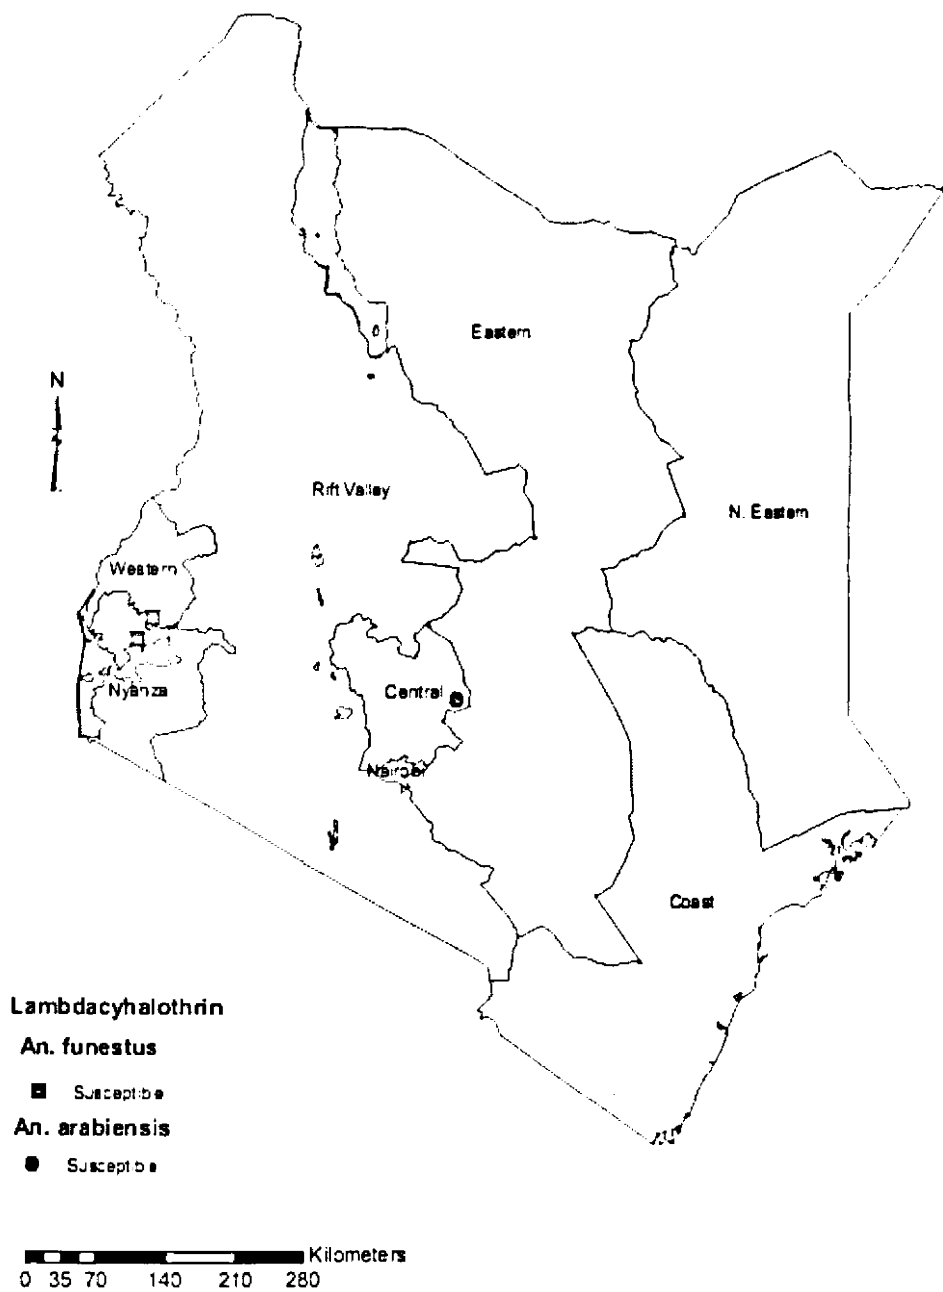 Eastern
N
Rift Valley
N. Eastern
Western
Nyanza
Central
Nairobi
Coast
Lambdacyhalothrin
An. funestus
Susceptible
An. arabiensis
Susceptible
Kilometers
0 35 70 140 210 280